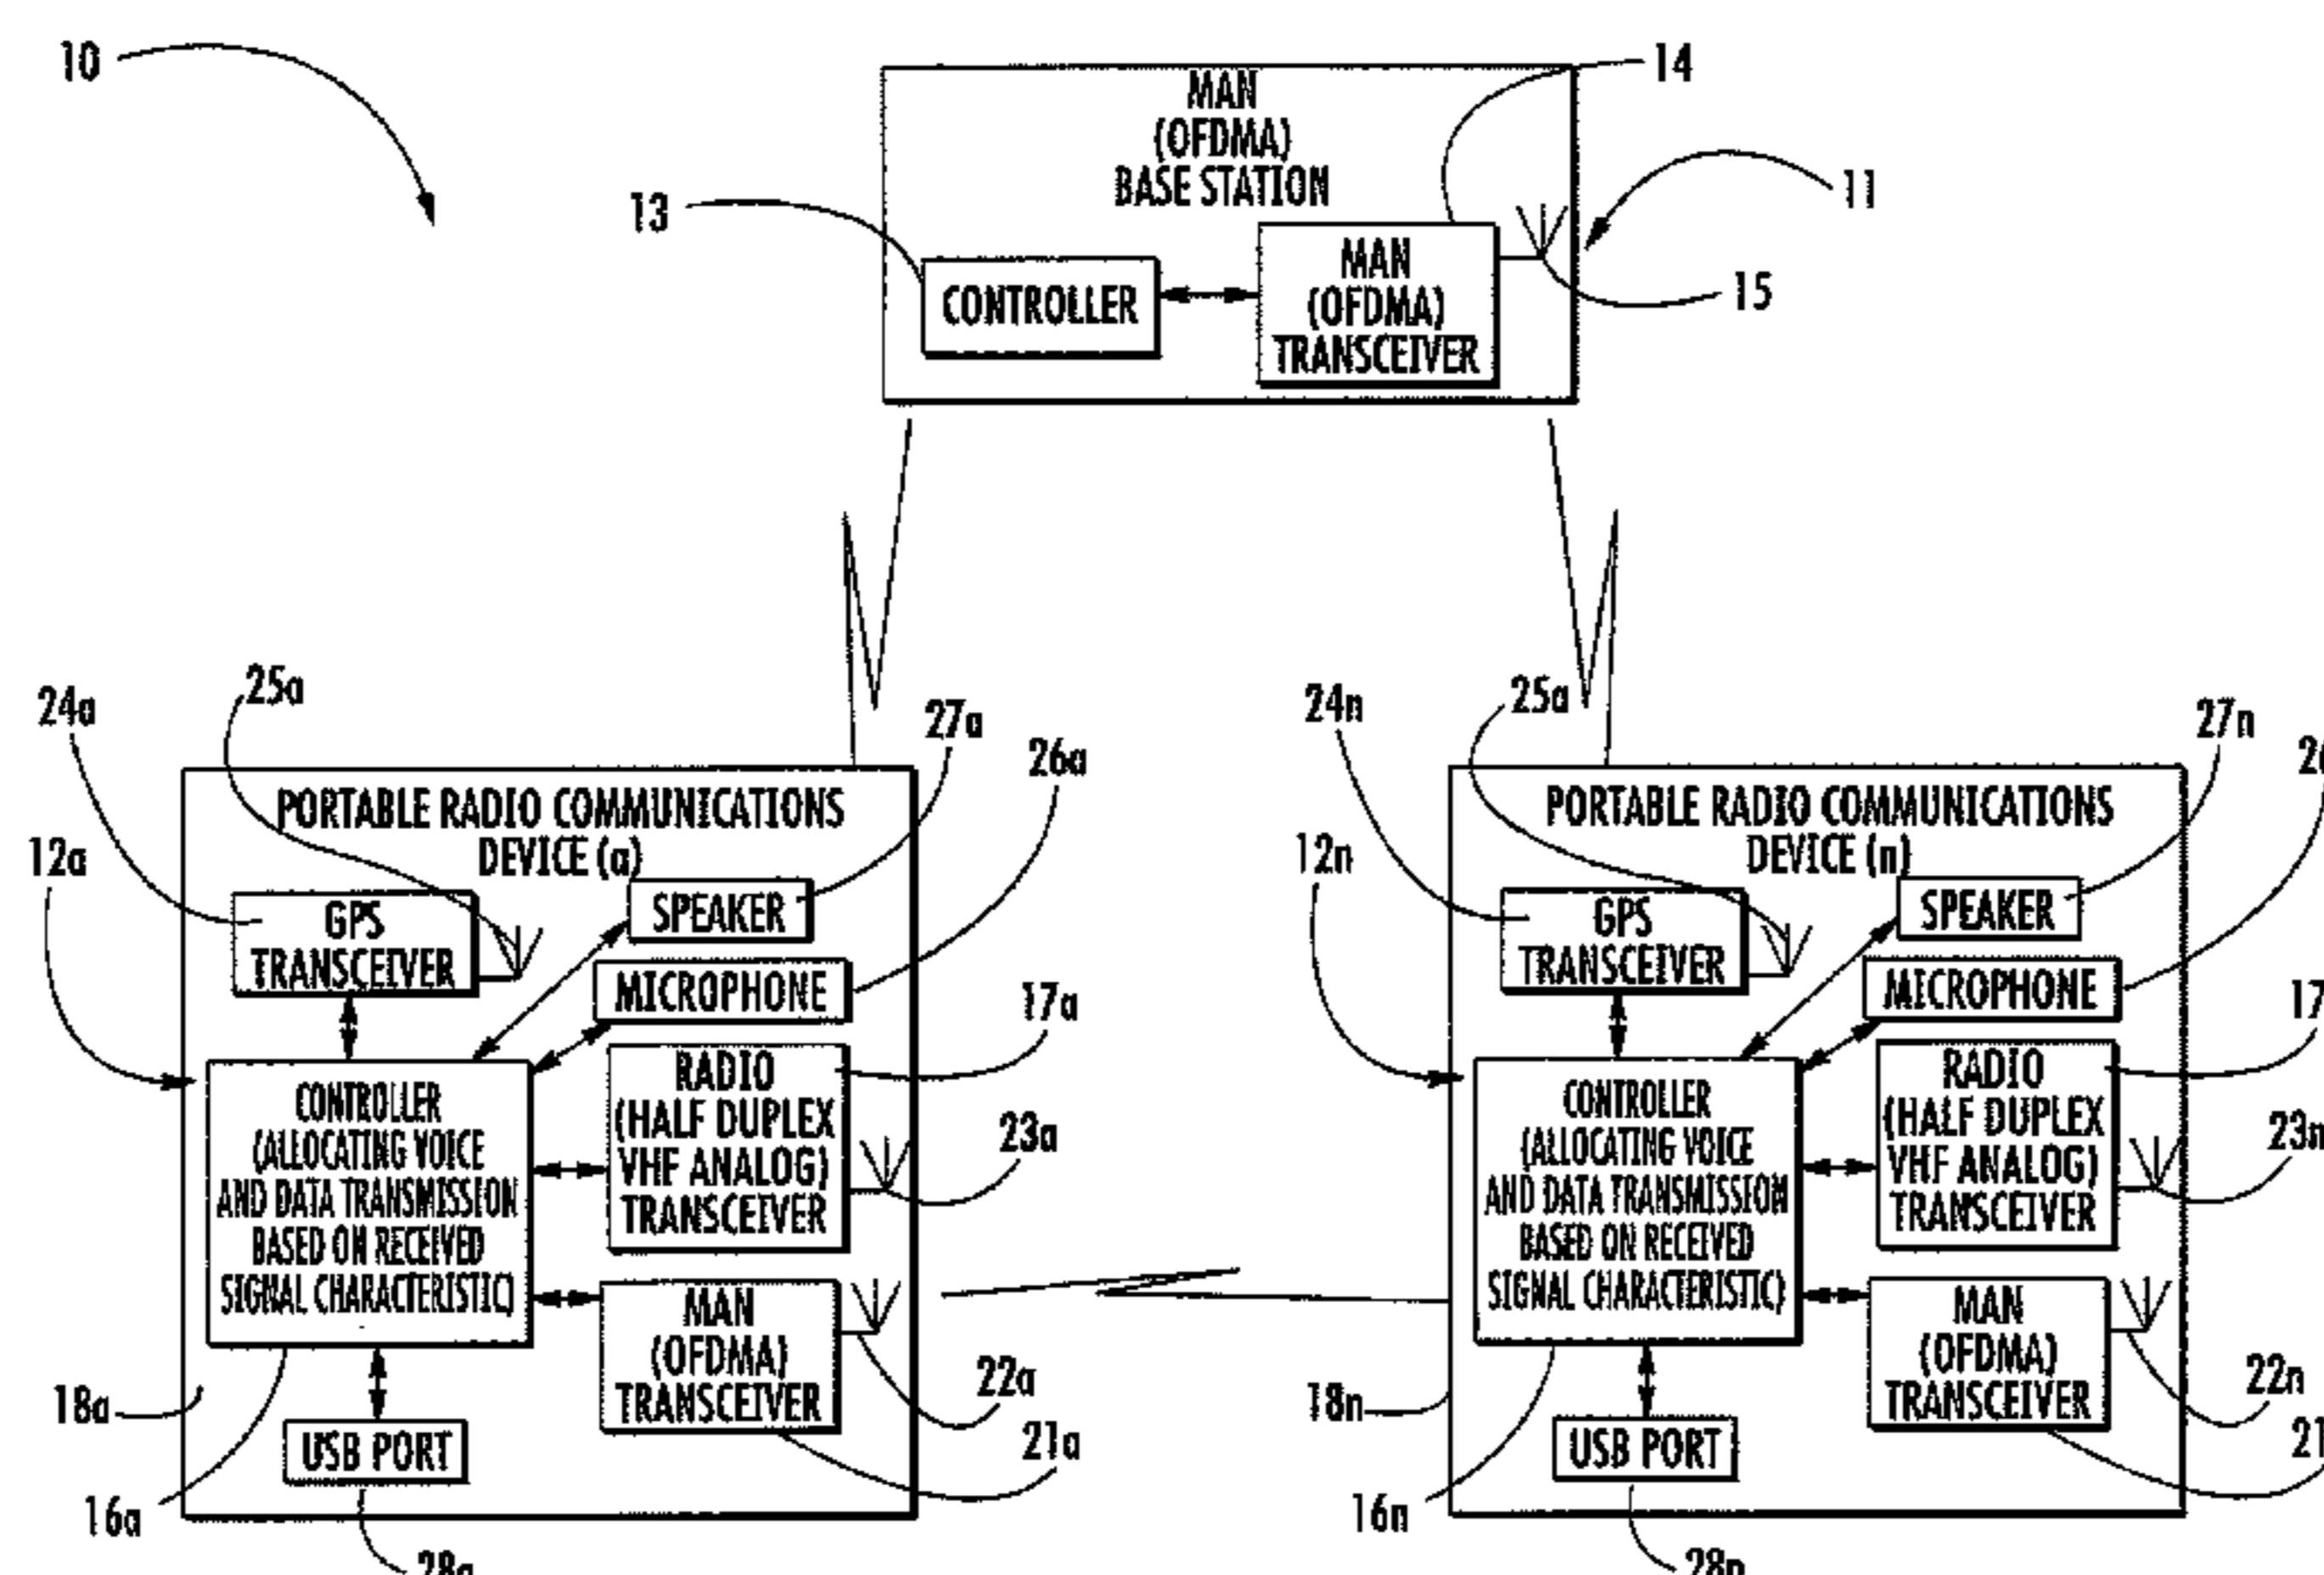 10
14
MAN
(OFDMA)
BASE STATION
11
13
CONTROLLER
MAN
(OFDMA)
TRANSCEIVER
15
24a
25a
27a
26a
PORTABLE RADIO COMMUNICATIONS
DEVICE (a)
12a
GPS
TRANSCEIVER
SPEAKER
MICROPHONE
17a
CONTROLLER
(ALLOCATING VOICE
AND DATA TRANSMISSION
BASED ON RECEIVED
SIGNAL CHARACTERISTIC)
RADIO
(HALF DUPLEX
VHF ANALOG)
TRANSCEIVER
23a
MAN
(OFDMA)
TRANSCEIVER
22a
21a
18a
USB PORT
16a
28a
24n
25a
27n
PORTABLE RADIO COMMUNICATIONS
DEVICE (n)
12n
GPS
TRANSCEIVER
SPEAKER
MICROPHONE
17
CONTROLLER
(ALLOCATING VOICE
AND DATA TRANSMISSION
BASED ON RECEIVED
SIGNAL CHARACTERISTIC)
RADIO
(HALF DUPLEX
VHF ANALOG)
TRANSCEIVER
23n
MAN
(OFDMA)
TRANSCEIVER
22n
21
18n
USB PORT
16n
28n